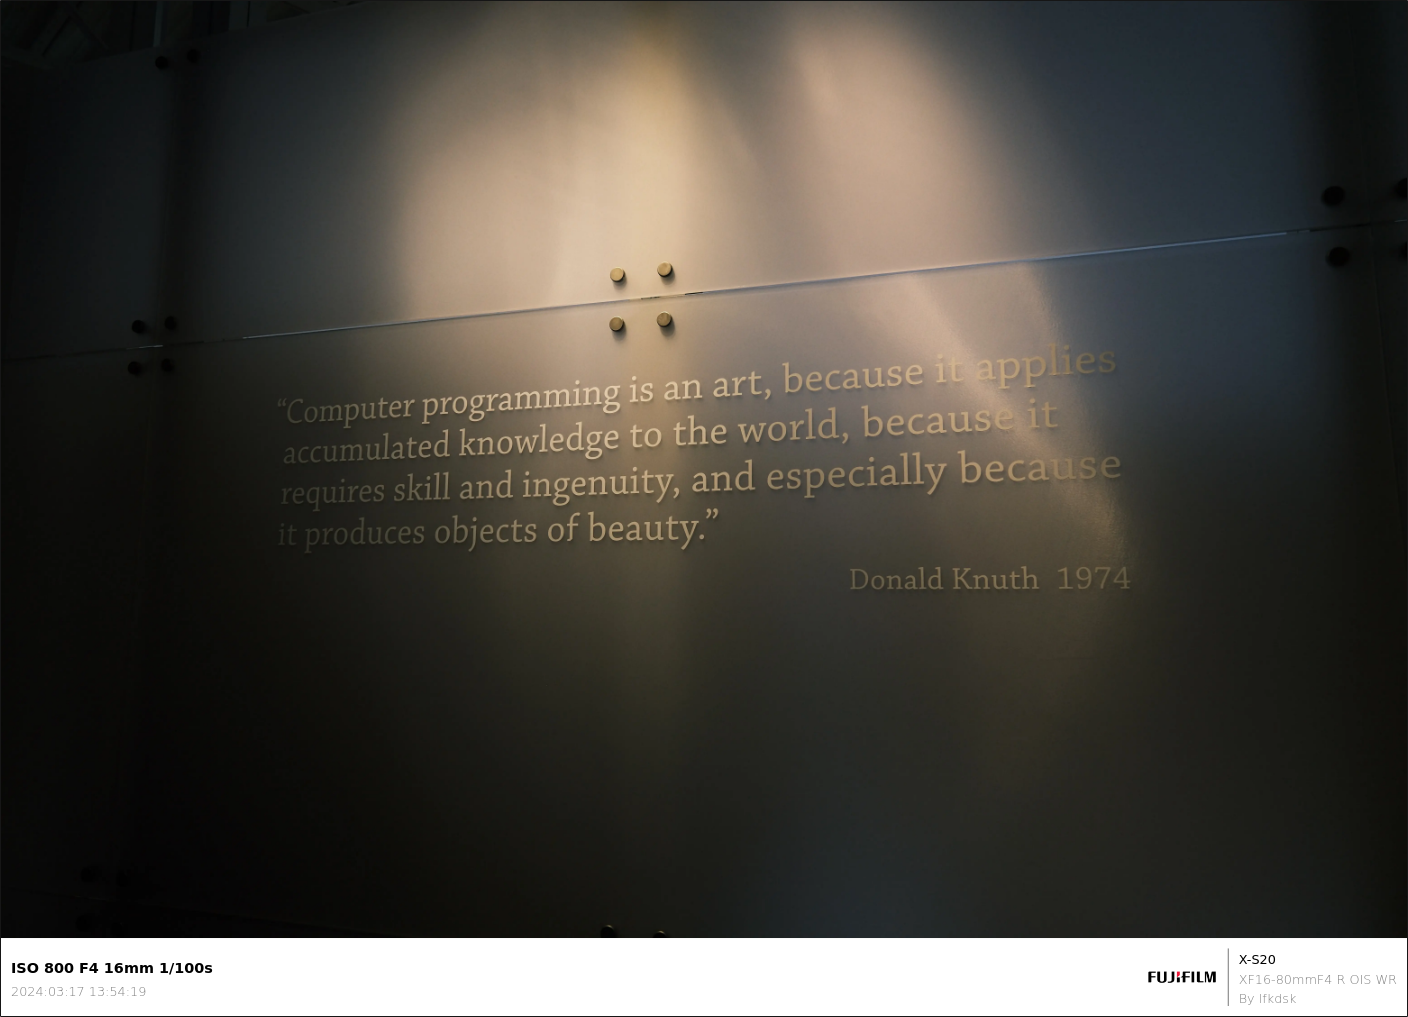 “Computer programming is an art, because it applies
accumulated knowledge to the world, because it
requires skill and ingenuity, and especially because
it produces objects of beauty.”
Donald Knuth 1974
ISO 800 F4 16mm 1/100s
2024:03:17 13:54:19
FUJIFILM
X-S20
XF16-80mmF4 R OIS WR
By lfkdsk